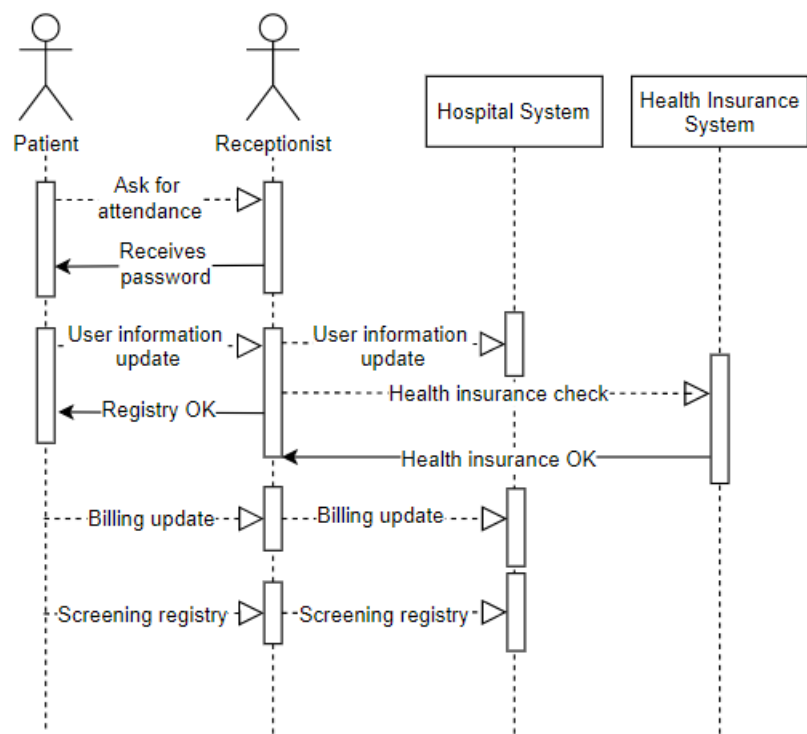 Patient
Receptionist
Hospital System
Health Insurance
System
Ask for
attendance
Receives
password
User information
update
User information
update
Health insurance check
Registry OK
Health insurance OK
Billing update
Billing update
Screening registry
Screening registry